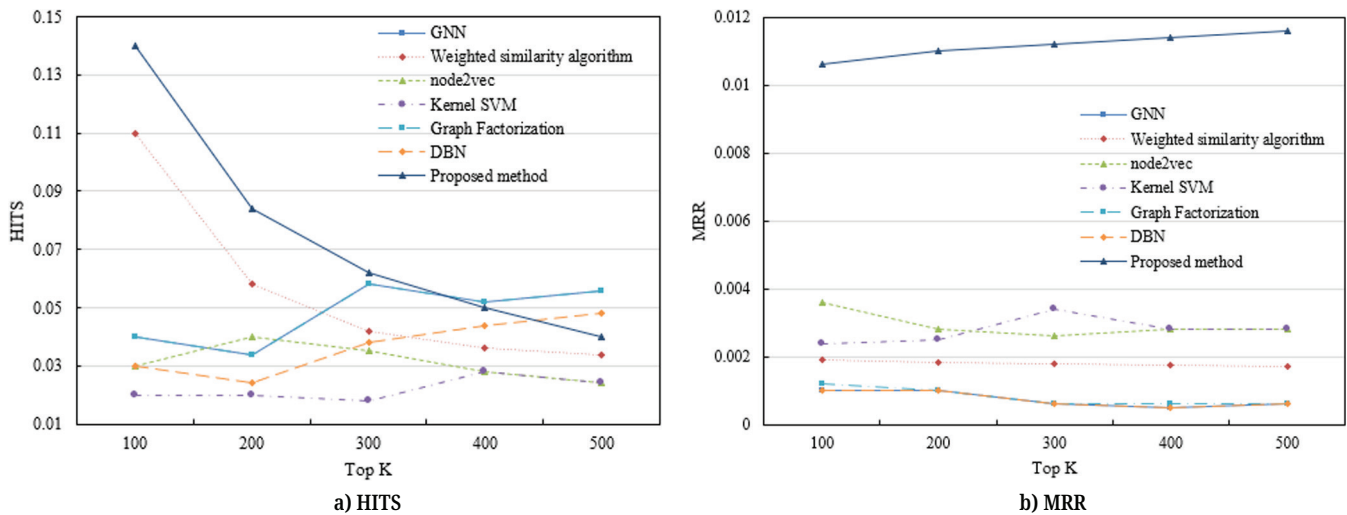 0.15
0.13
0.11
0.09
0.07
0.05
0.03
0.01
HITS
GNN
Weighted similarity algorithm
node2vec
Kernel SVM
Graph Factorization
DBN
Proposed method
100 200 300 400 500
Top K
a) HITS
0.012
0.01
0.008
0.006
0.004
0.002
0
MRR
GNN
Weighted similarity algorithm
node2vec
Kernel SVM
Graph Factorization
DBN
Proposed method
100 200 300 400 500
Top K
b) MRR